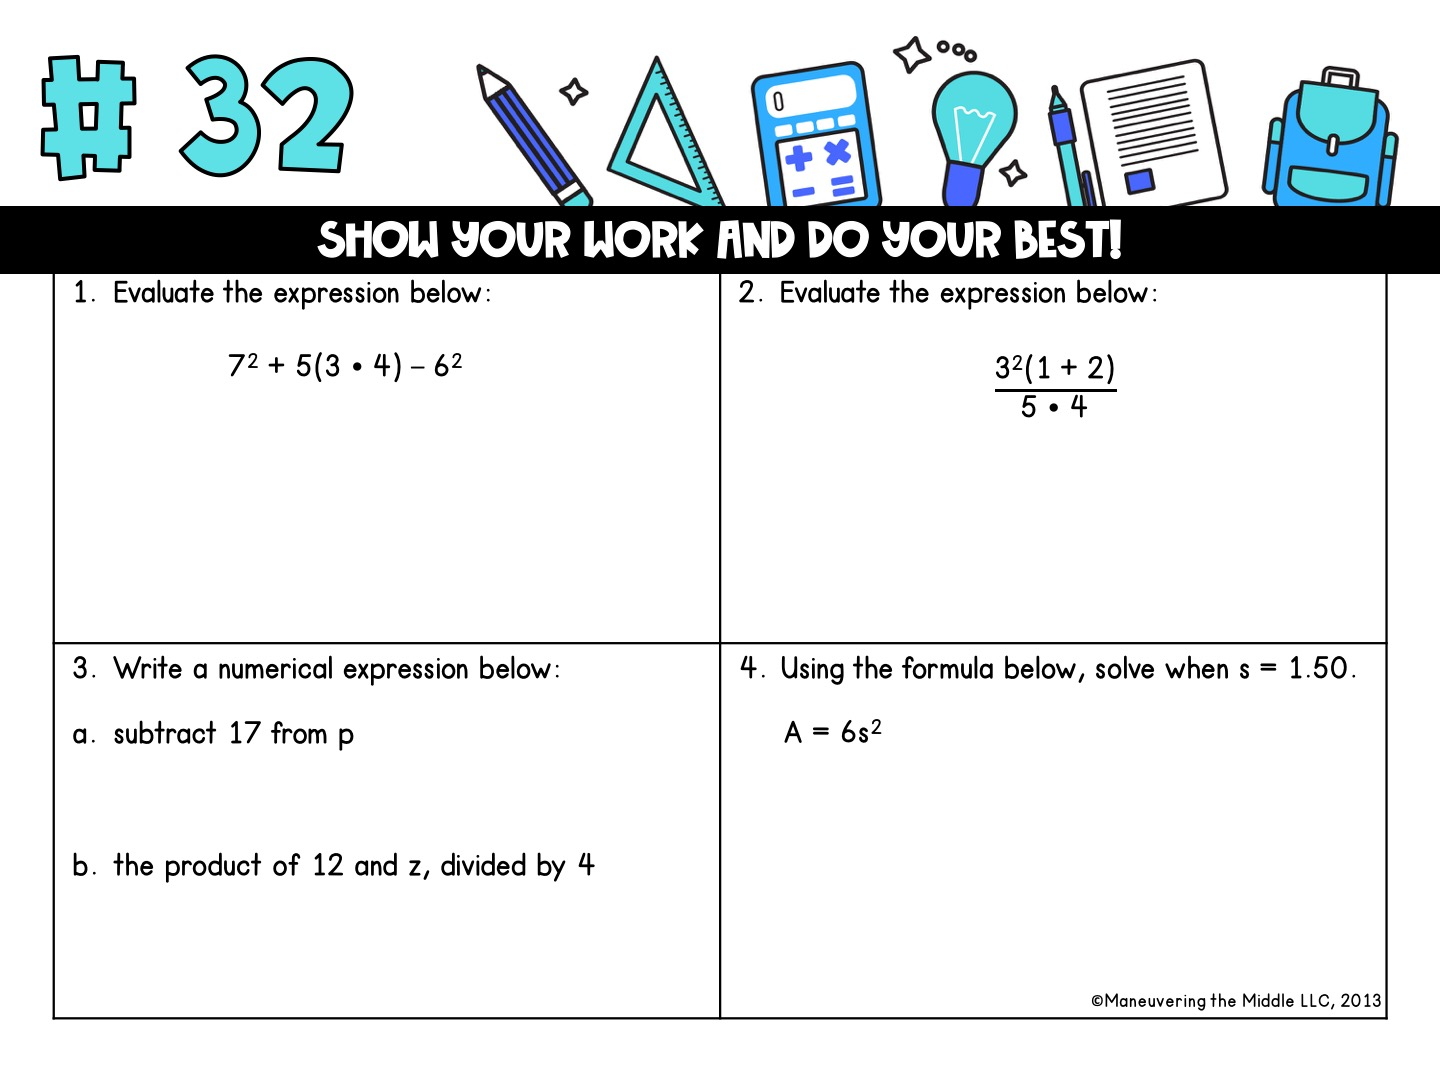 # 32
0
SHOW YOUR WORK AND DO YOUR BEST!
1. Evaluate the expression below:
7² + 5(3 • 4) – 6²
2. Evaluate the expression below:
3²(1 + 2)
5 • 4
3. Write a numerical expression below:
a. subtract 17 from p
b. the product of 12 and z, divided by 4
4. Using the formula below, solve when s = 1.50.
A = 6s²
©Maneuvering the Middle LLC, 2013